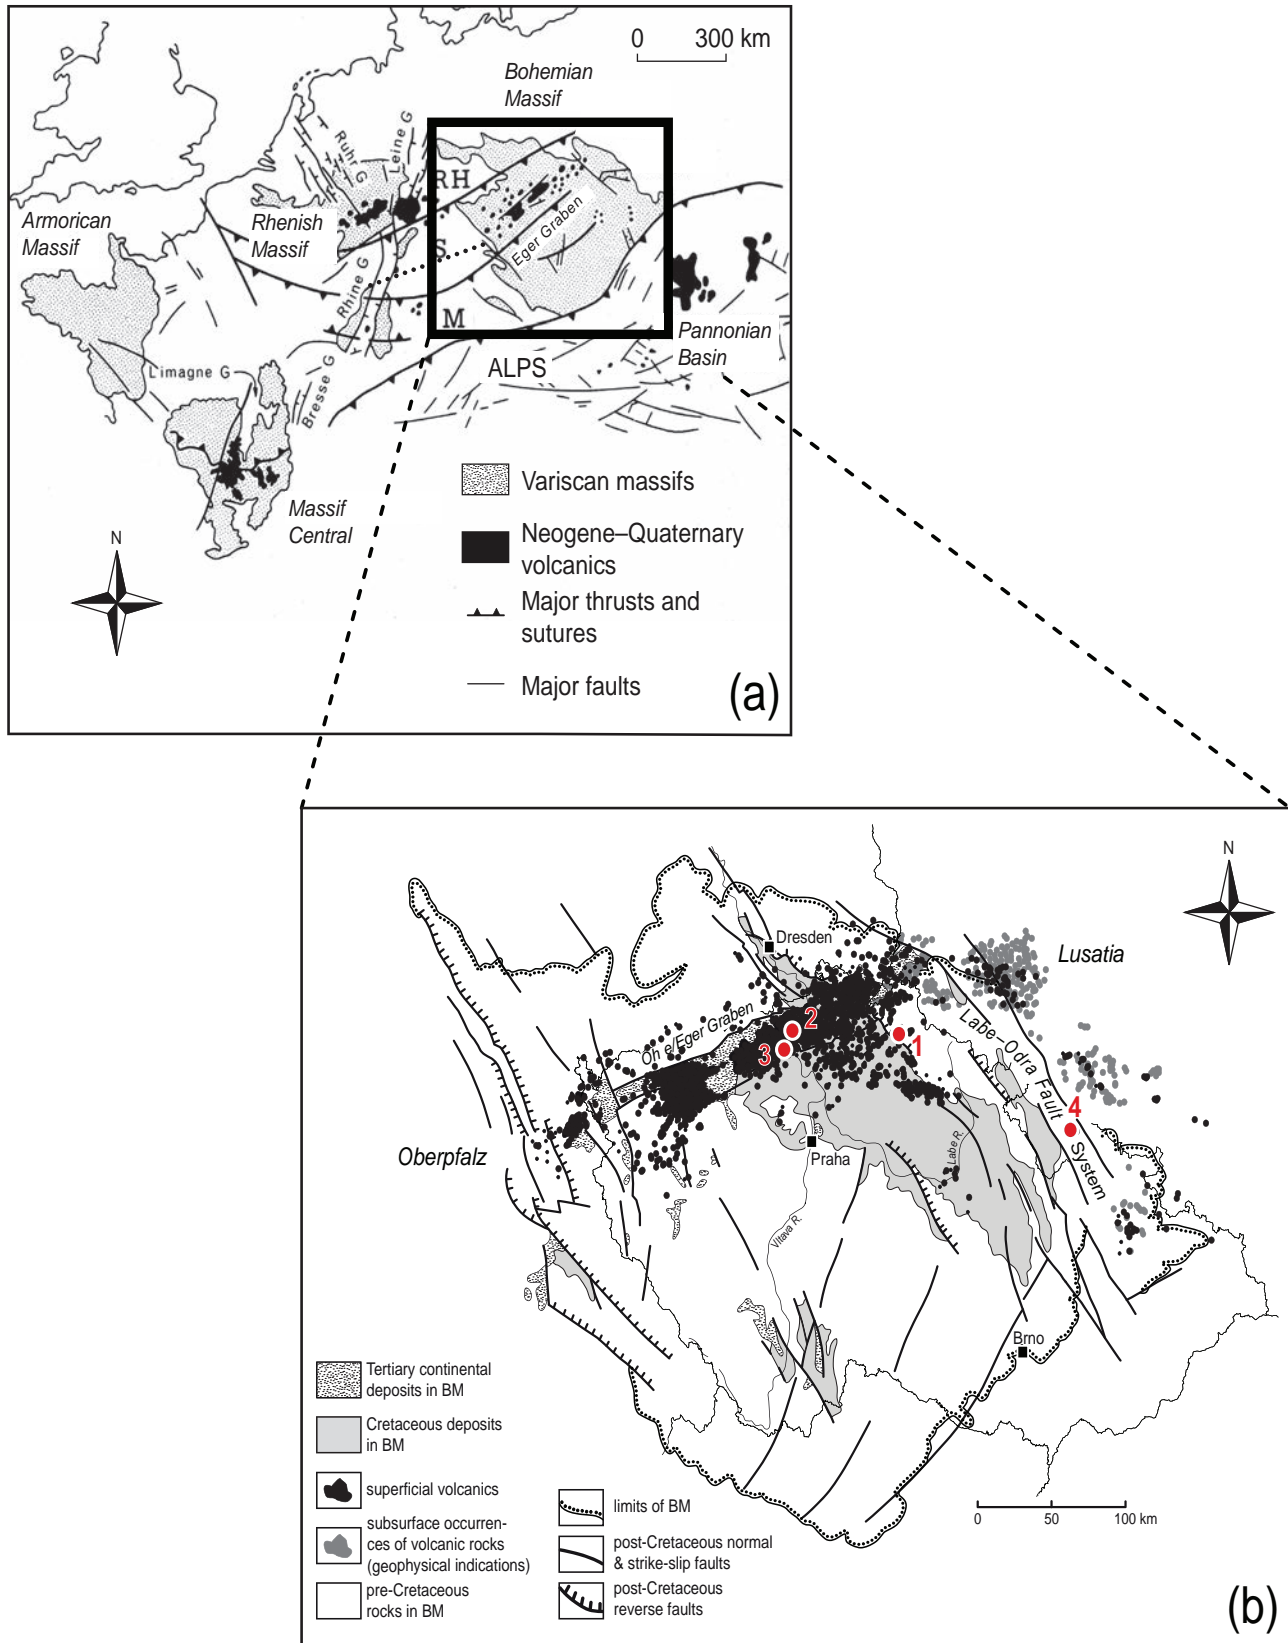 0 300 km
Bohemian
Massif
Ruhr G
Leine G
RH
Armorican
Massif
Rhenish
Massif
S
Eger Graben
Rhine G
M
Pannonian
Basin
ALPS
Limagne G
Bresse G
Massif
Central
N
Variscan massifs
Neogene–Quaternary
volcanics
Major thrusts and
sutures
Major faults
(a)
N
Dresden
Lusatia
Oh e/Eger Graben
2
3
1
Labe–Odra Fault System
4
Oberpfalz
Praha
Labe R.
Vltava R.
Brno
Tertiary continental
deposits in BM
Cretaceous deposits
in BM
superficial volcanics
subsurface occurren-
ces of volcanic rocks
(geophysical indications)
pre-Cretaceous
rocks in BM
limits of BM
post-Cretaceous normal
& strike-slip faults
post-Cretaceous
reverse faults
0 50 100 km
(b)